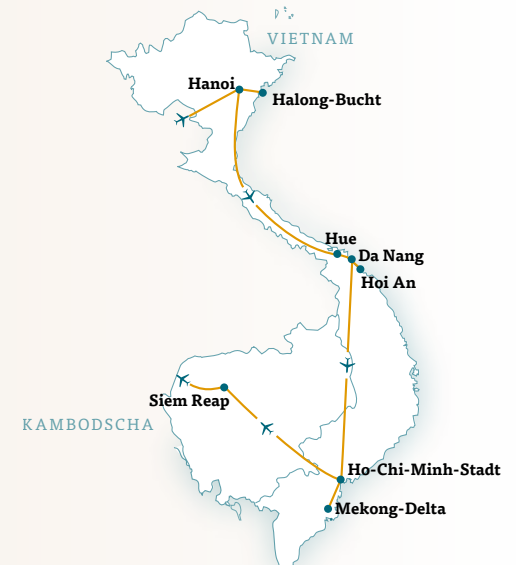 VIETNAM
Hanoi
Halong-Bucht
Hue
Da Nang
Hoi An
Siem Reap
KAMBODSCHA
Ho-Chi-Minh-Stadt
Mekong-Delta